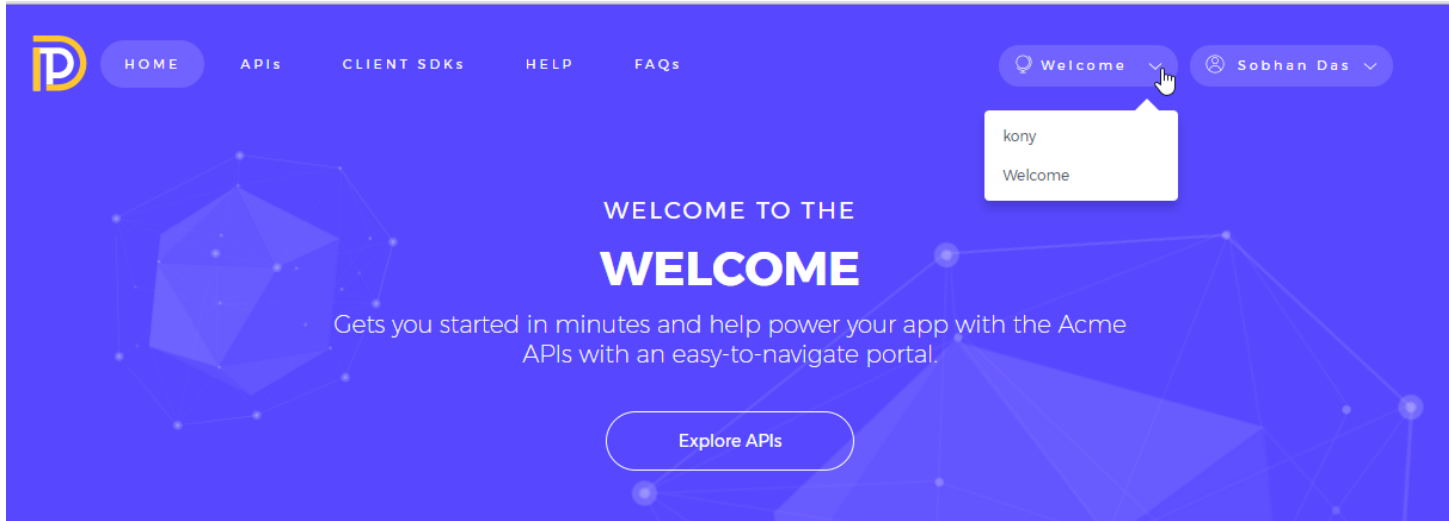 HOME APIs CLIENT SDKs HELP FAQs Welcome Sobhan Das
kony
Welcome
WELCOME TO THE
WELCOME
Gets you started in minutes and help power your app with the Acme
APIs with an easy-to-navigate portal.
Explore APIs